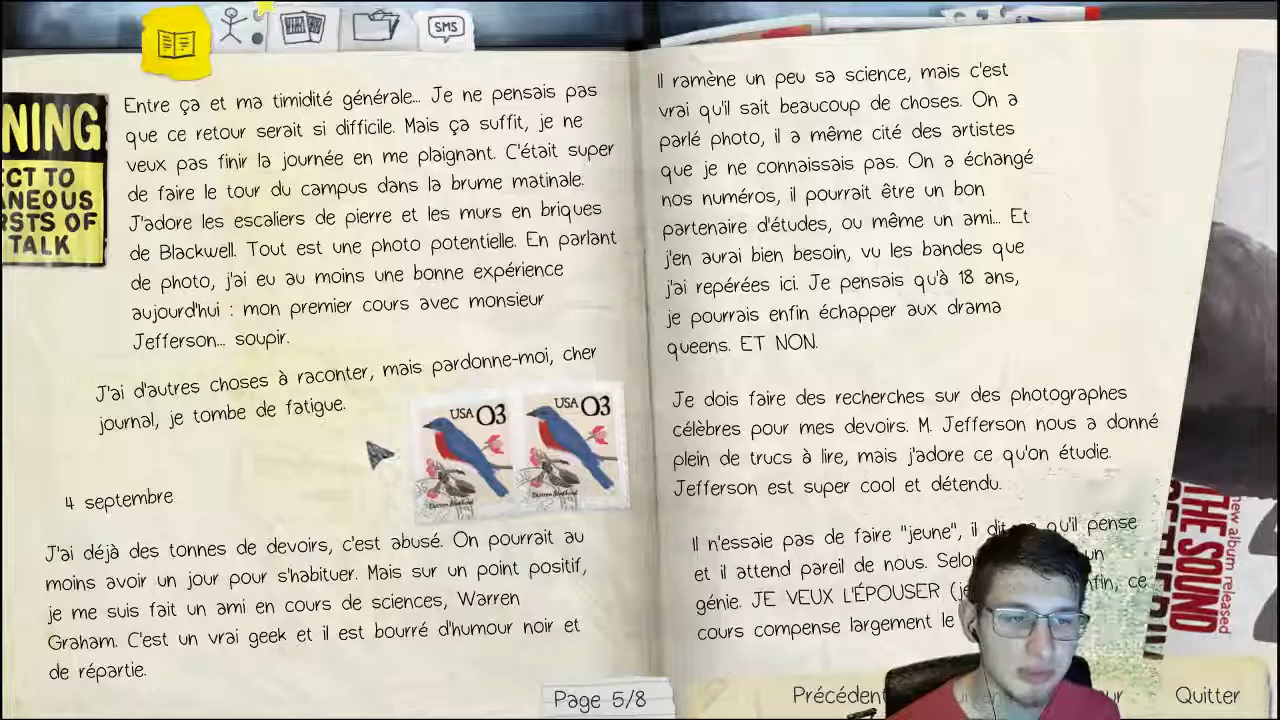 SMS
NING
CT TO
NEOUS
STS OF
TALK
Entre ça et ma timidité générale... Je ne pensais pas
que ce retour serait si difficile. Mais ça suffit, je ne
veux pas finir la journée en me plaignant. C'était super
de faire le tour du campus dans la brume matinale.
J'adore les escaliers de pierre et les murs en briques
de Blackwell. Tout est une photo potentielle. En parlant
de photo, j'ai eu au moins une bonne expérience
aujourd'hui : mon premier cours avec monsieur
Jefferson... soupir.
J'ai d'autres choses à raconter, mais pardonne-moi, cher
journal, je tombe de fatigue.
USA 03
USA 03
4 septembre
J'ai déjà des tonnes de devoirs, c'est abusé. On pourrait au
moins avoir un jour pour s'habituer. Mais sur un point positif,
je me suis fait un ami en cours de sciences, Warren
Graham. C'est un vrai geek et il est bourré d'humour noir et
de répartie.
Page 5/8
Il ramène un peu sa science, mais c'est
vrai qu'il sait beaucoup de choses. On a
parlé photo, il a même cité des artistes
que je ne connaissais pas. On a échangé
nos numéros, il pourrait être un bon
partenaire d'études, ou même un ami... Et
j'en aurai bien besoin, vu les bandes que
j'ai repérées ici. Je pensais qu'à 18 ans,
je pourrais enfin échapper aux drama
queens. ET NON.
Je dois faire des recherches sur des photographes
célèbres pour mes devoirs. M. Jefferson nous a donné
plein de trucs à lire, mais j'adore ce qu'on étudie.
Jefferson est super cool et détendu.
Il n'essaie pas de faire "jeune", il dit qu'il pense
et il attend pareil de nous. Selo un
génie. JE VEUX L'ÉPOUSER (je fin, ce
cours compense largement le
new album released
THE SOUND
Précéden ur Quitter